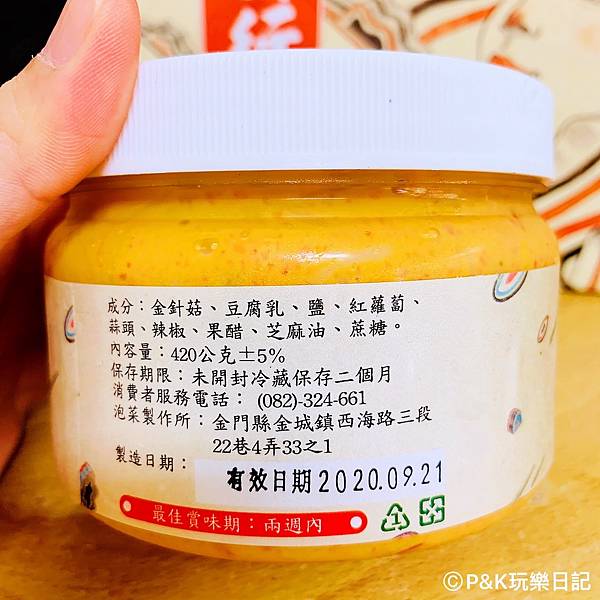 成分：金針菇、豆腐乳、鹽、紅蘿蔔、
蒜頭、辣椒、果醋、芝麻油、蔗糖。
內容量：420公克±5%
保存期限：未開封冷藏保存二個月
消費者服務電話： (082)-324-661
泡菜製作所：金門縣金城鎮西海路三段
22巷4弄33之1
製造日期：
有效日期2020.09.21
最佳賞味期：兩週內
©P&K玩樂日記